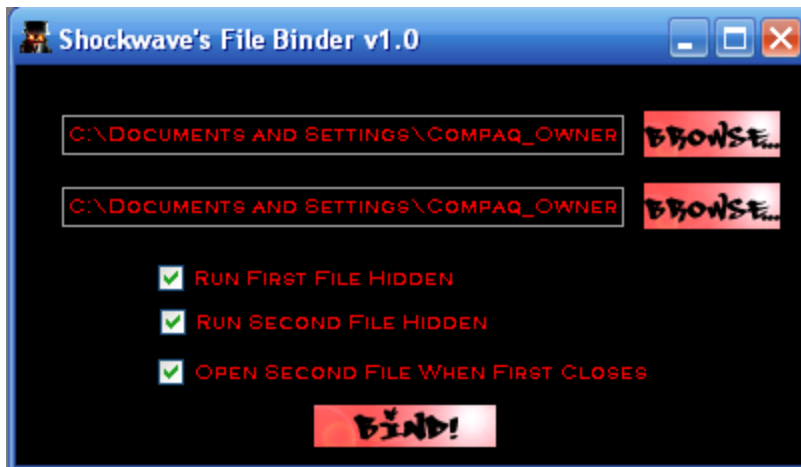 Shockwave's File Binder v1.0
C:\Documents and Settings\Compaq_Owner
Browse...
C:\Documents and Settings\Compaq_Owner
Browse...
Run First File Hidden
Run Second File Hidden
Open Second File When First Closes
Bind!